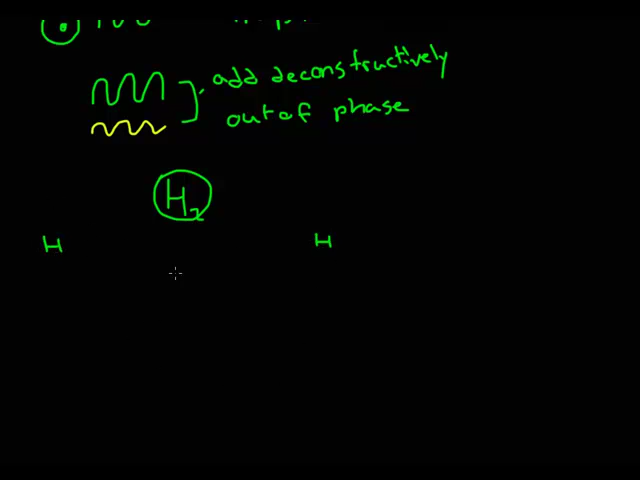 add deconstructively
out of phase
H2
H H